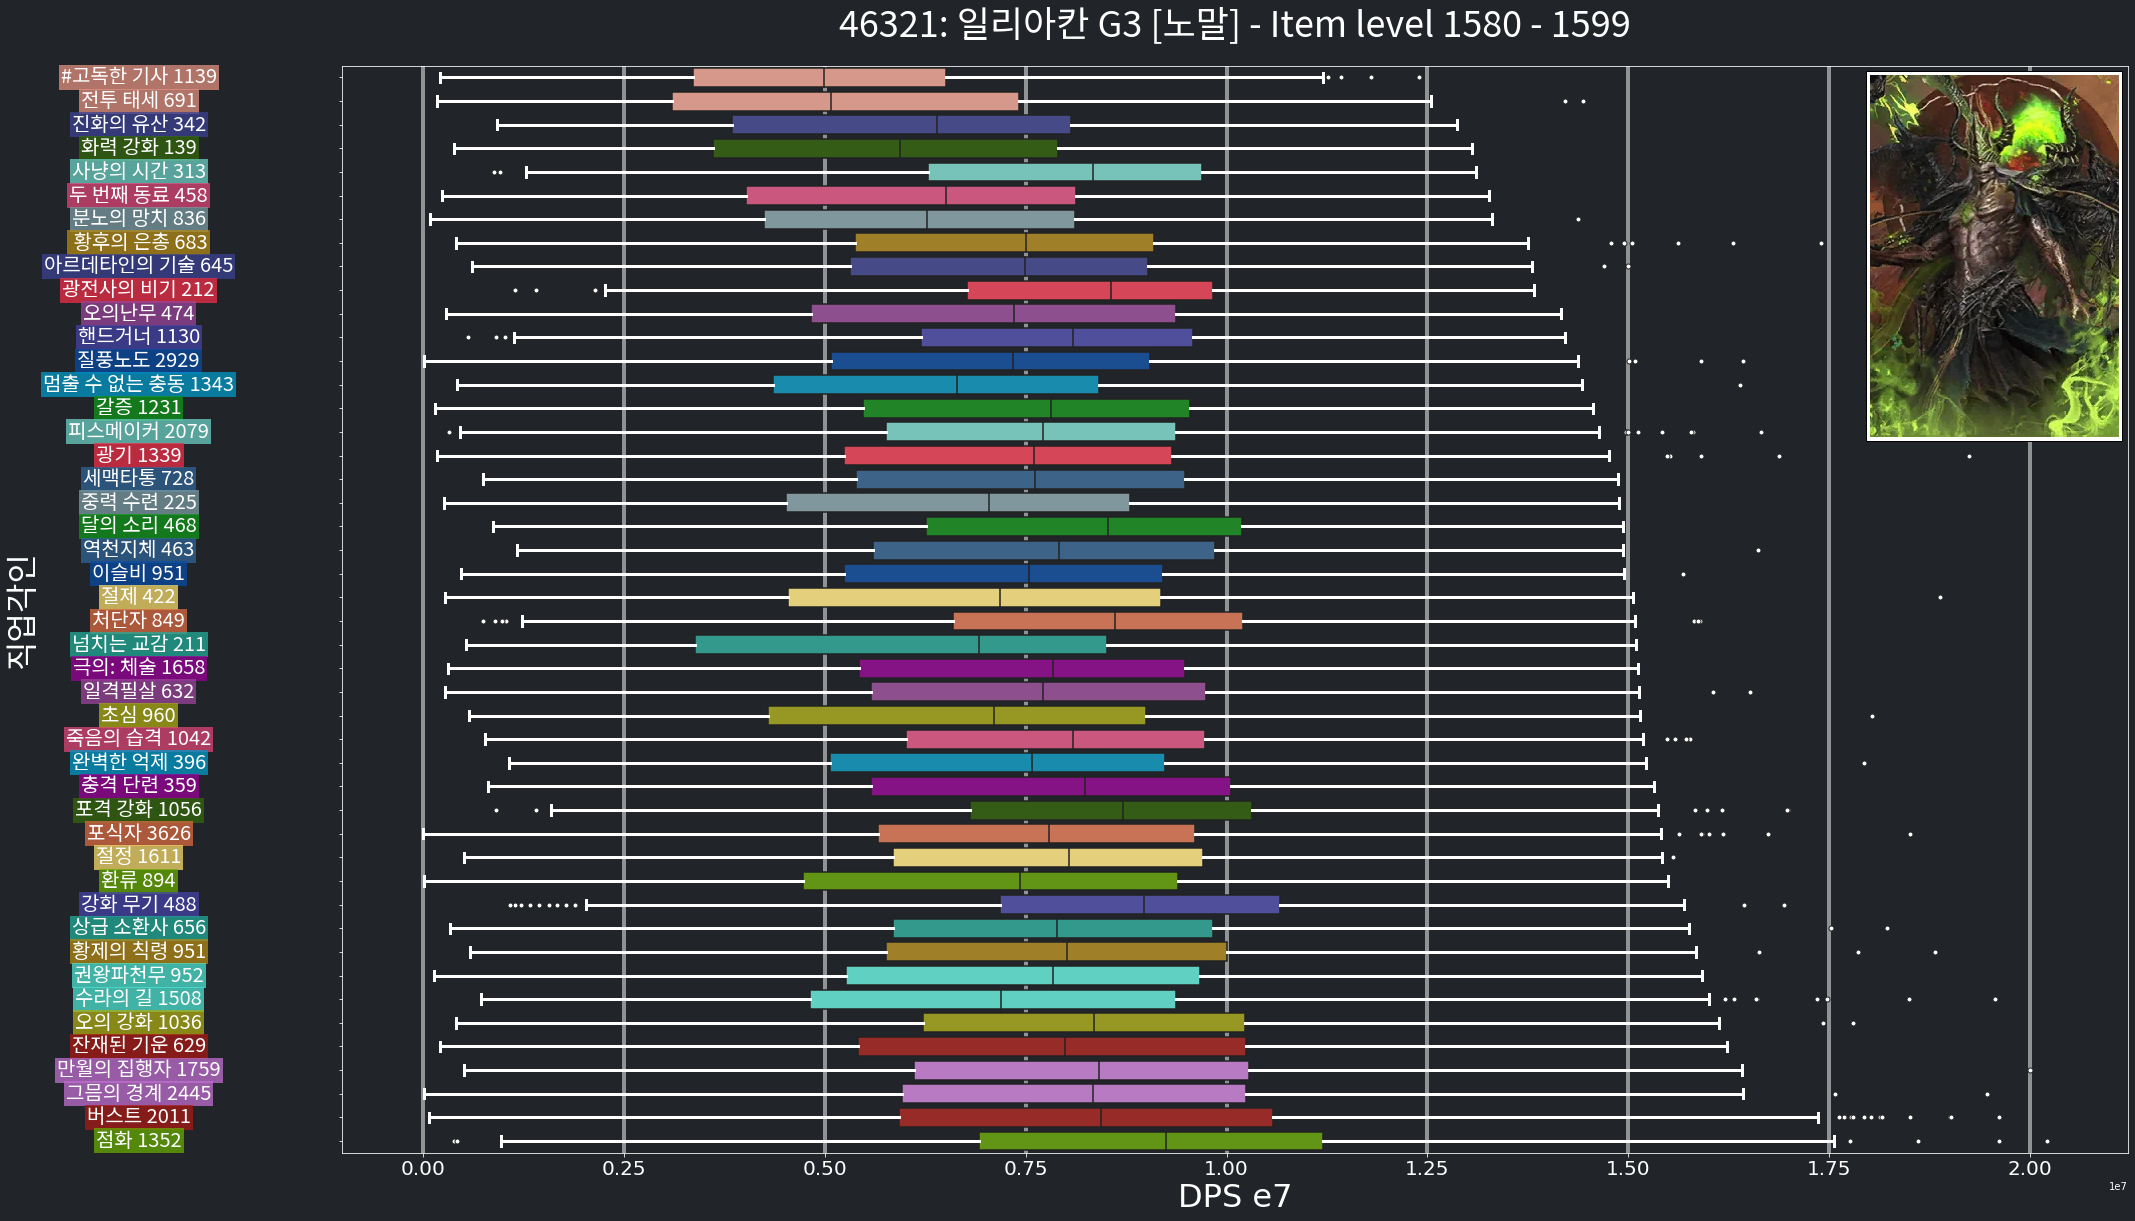 46321: 일리아칸 G3 [노말] - Item level 1580 - 1599
#고독한 기사 1139
전투 태세 691
진화의 유산 342
화력 강화 139
사냥의 시간 313
두 번째 동료 458
분노의 망치 836
황후의 은총 683
아르데타인의 기술 645
광전사의 비기 212
오의난무 474
핸드거너 1130
질풍노도 2929
멈출 수 없는 충동 1343
갈증 1231
피스메이커 2079
광기 1339
세맥타통 728
중력 수련 225
달의 소리 468
역천지체 463
이슬비 951
절제 422
처단자 849
넘치는 교감 211
극의: 체술 1658
일격필살 632
초심 960
죽음의 습격 1042
완벽한 억제 396
충격 단련 359
포격 강화 1056
포식자 3626
절정 1611
환류 894
강화 무기 488
상급 소환사 656
황제의 칙령 951
권왕파천무 952
수라의 길 1508
오의 강화 1036
잔재된 기운 629
만월의 집행자 1759
그믐의 경계 2445
버스트 2011
점화 1352
직업각인
0.00 0.25 0.50 0.75 1.00 1.25 1.50 1.75 2.00
DPS e7
1e7